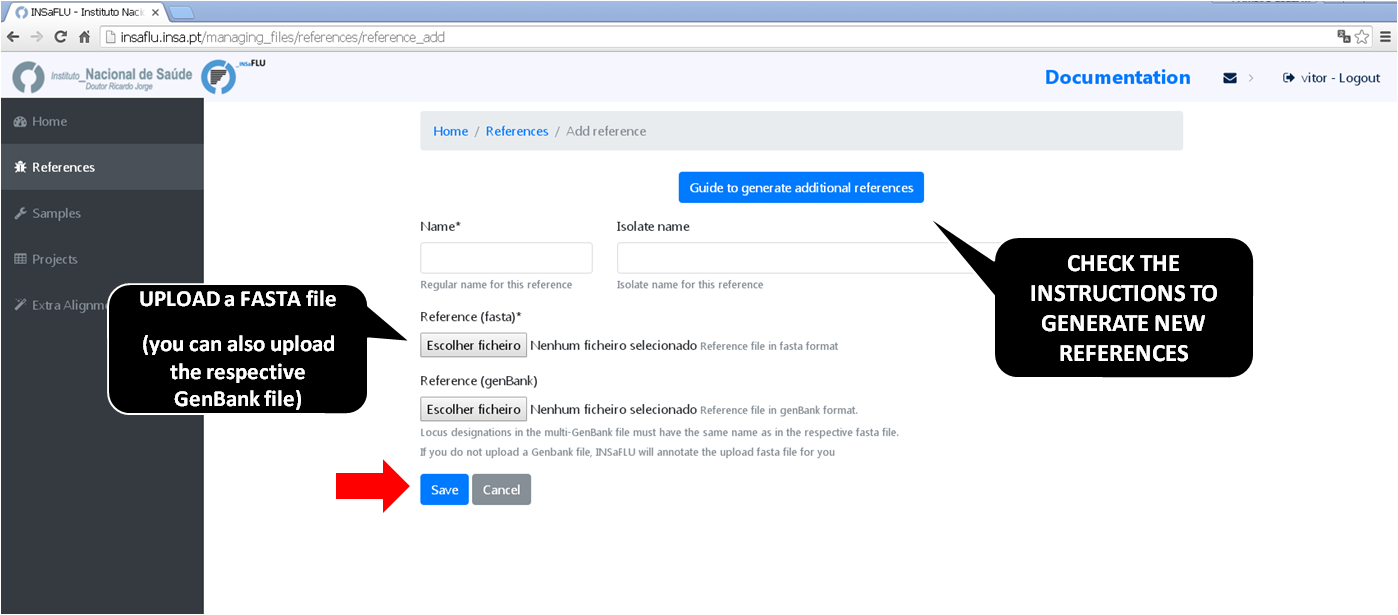 INSaFLU - Instituto Naci
insaflu.insa.pt/managing_files/references/reference_add
Instituto_Nacional de Saúde
Doutor Ricardo Jorge
_INSaFLU
Documentation
vitor - Logout
Home
References
Samples
Projects
Extra Alignme
Home / References / Add reference
Guide to generate additional references
Name*
Isolate name
Regular name for this reference
Isolate name for this reference
CHECK THE
INSTRUCTIONS TO
GENERATE NEW
REFERENCES
UPLOAD a FASTA file
(you can also upload
the respective
GenBank file)
Reference (fasta)*
Escolher ficheiro Nenhum ficheiro selecionado Reference file in fasta format
Reference (genBank)
Escolher ficheiro Nenhum ficheiro selecionado Reference file in genBank format.
Locus designations in the multi-GenBank file must have the same name as in the respective fasta file.
If you do not upload a Genbank file, INSaFLU will annotate the upload fasta file for you
Save
Cancel